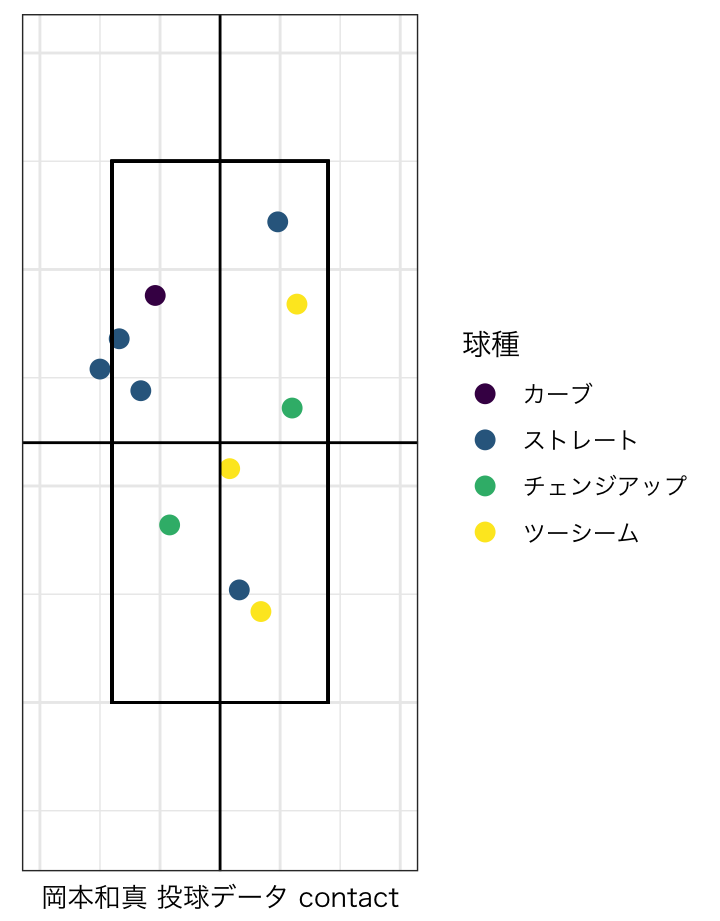 球種
カーブ
ストレート
チェンジアップ
ツーシーム
岡本和真 投球データ contact